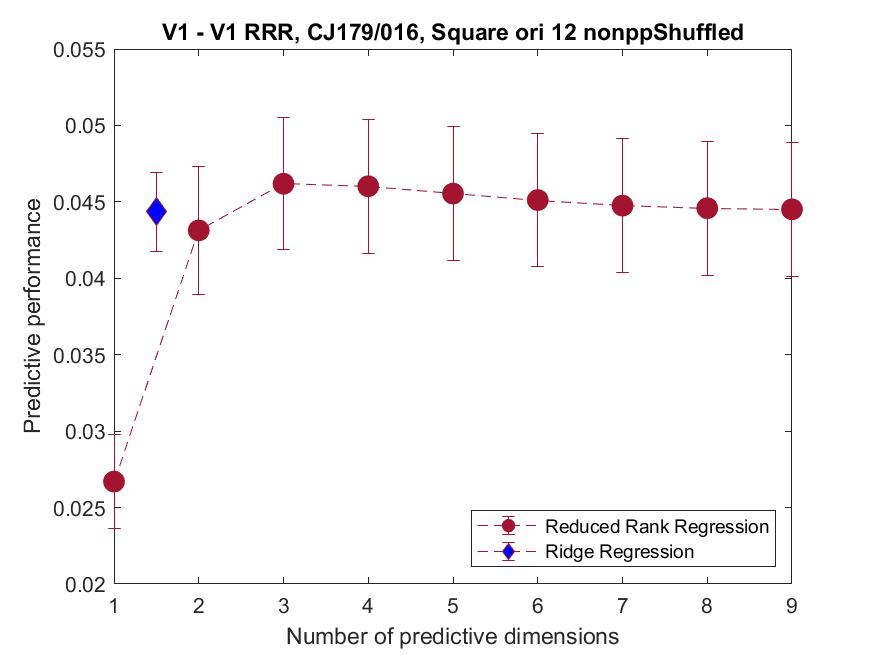 V1 - V1 RRR, CJ179/016, Square ori 12 nonppShuffled
0.055
0.05
0.045
0.04
0.035
0.03
0.025
0.02
Predictive performance
Reduced Rank Regression
Ridge Regression
1 2 3 4 5 6 7 8 9
Number of predictive dimensions